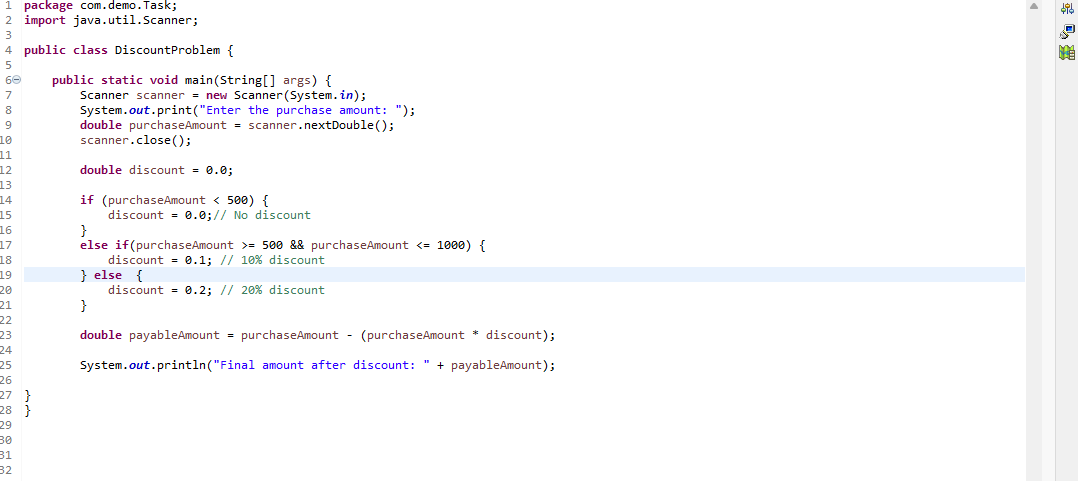 1 package com.demo.Task;
2 import java.util.Scanner;
3
4 public class DiscountProblem {
5
6 public static void main(String[] args) {
7 Scanner scanner = new Scanner(System.in);
8 System.out.print("Enter the purchase amount: ");
9 double purchaseAmount = scanner.nextDouble();
10 scanner.close();
11
12 double discount = 0.0;
13
14 if (purchaseAmount < 500) {
15 discount = 0.0;// No discount
16 }
17 else if(purchaseAmount >= 500 && purchaseAmount <= 1000) {
18 discount = 0.1; // 10% discount
19 } else  {
20 discount = 0.2; // 20% discount
21 }
22
23 double payableAmount = purchaseAmount - (purchaseAmount * discount);
24
25 System.out.println("Final amount after discount: " + payableAmount);
26
27 }
28 }
29
30
31
32